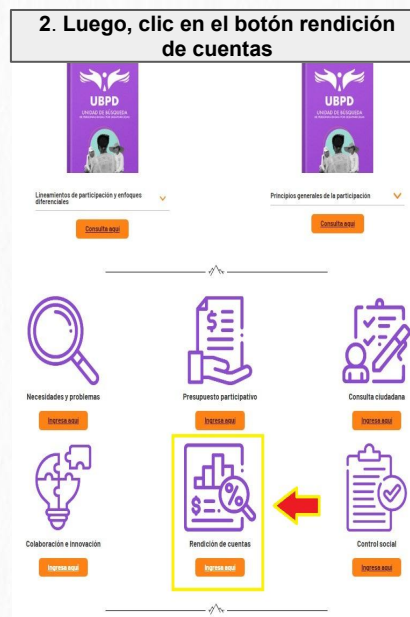 2. Luego, clic en el botón rendición
de cuentas
UBPD
UNIDAD DE BÚSQUEDA
UBPD
UNIDAD DE BÚSQUEDA
Lineamientos de participación y enfoques
diferenciales
Consulta aquí
Principios generales de la participación
Consulta aquí
Necesidades y problemas
Ingresa aquí
Presupuesto participativo
Ingresa aquí
Consulta ciudadana
Ingresa aquí
Colaboración e Innovación
Ingresa aquí
Rendición de cuentas
Ingresa aquí
Control social
Ingresa aquí